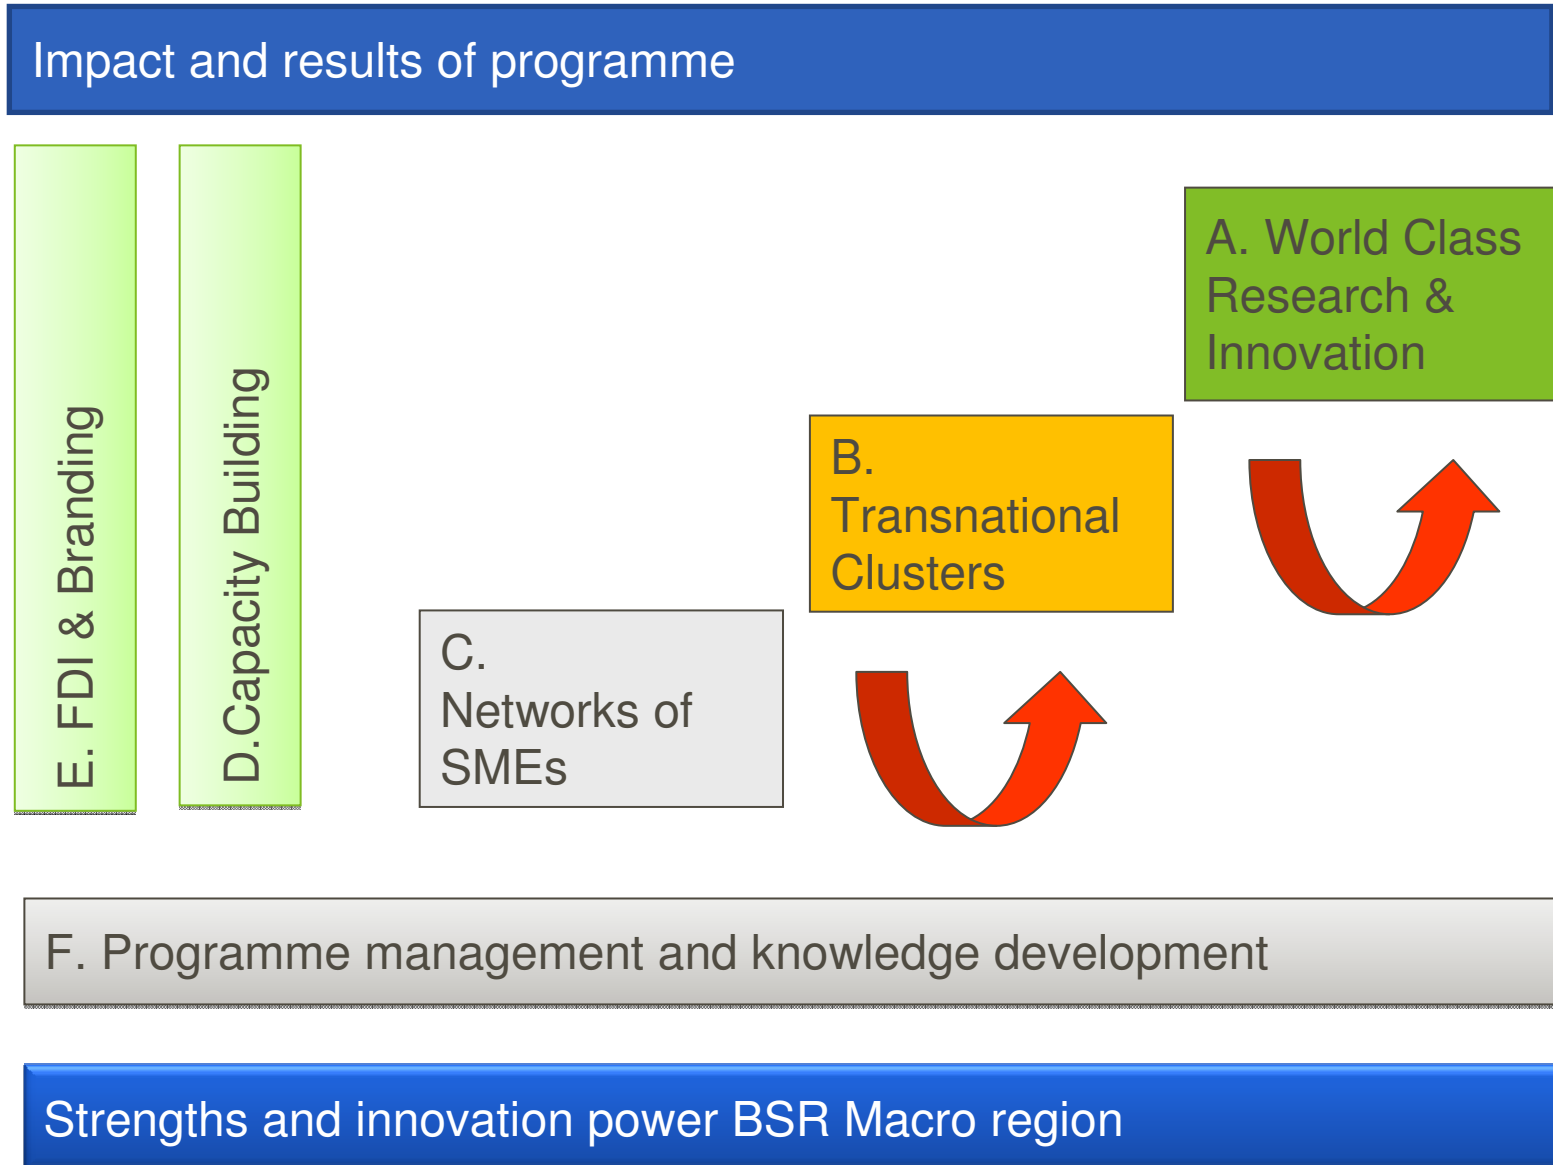 Impact and results of programme
E. FDI & Branding
D.Capacity Building
A. World Class
Research &
Innovation
B.
Transnational
Clusters
C.
Networks of
SMEs
F. Programme management and knowledge development
Strengths and innovation power BSR Macro region